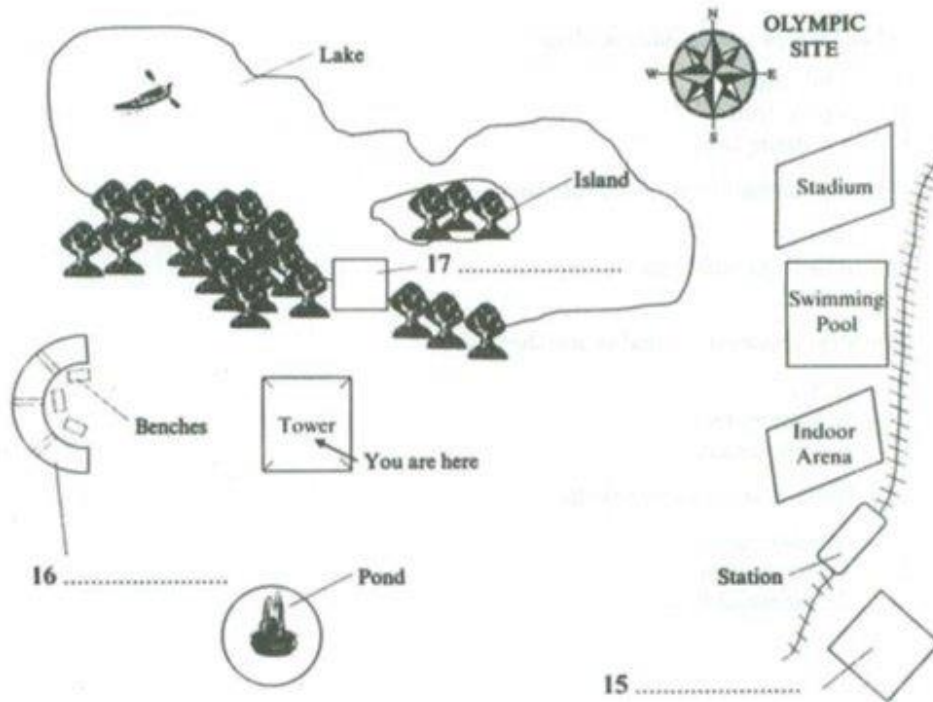 N
OLYMPIC
SITE
W
E
S
Lake
Island
Stadium
17 ........................
Swimming
Pool
Benches
Tower
You are here
Indoor
Arena
16 ........................
Pond
Station
15 ........................